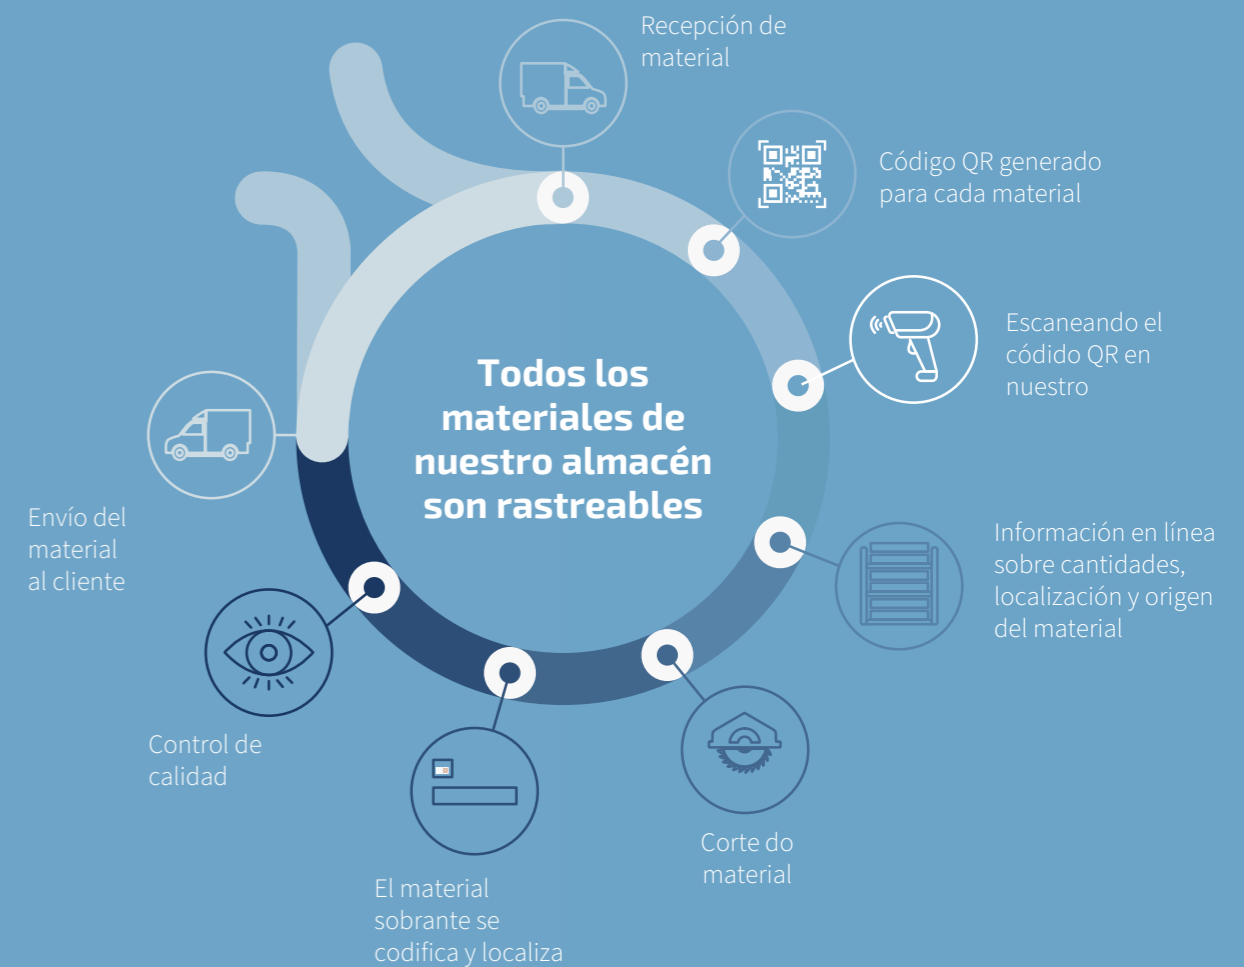 Recepción de
material
Código QR generado
para cada material
Escaneando el
códido QR en
nuestro
Todos los
materiales de
nuestro almacén
son rastreables
Información en línea
sobre cantidades,
localización y origen
del material
Corte do
material
El material
sobrante se
codifica y localiza
Control de
calidad
Envío del
material
al cliente